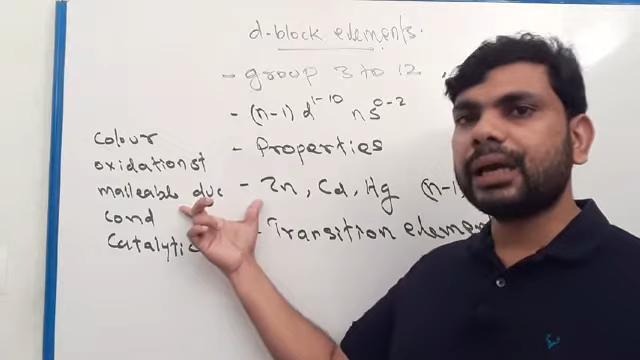 d-block elements.
- group 3 to 12
- (n-1) d¹⁻¹⁰ ns⁰⁻²
- Properties
- Zn, Cd, Hg (n-1
- Transition elemen
Colour
oxidation st
malleable duc
cond
Catalytic